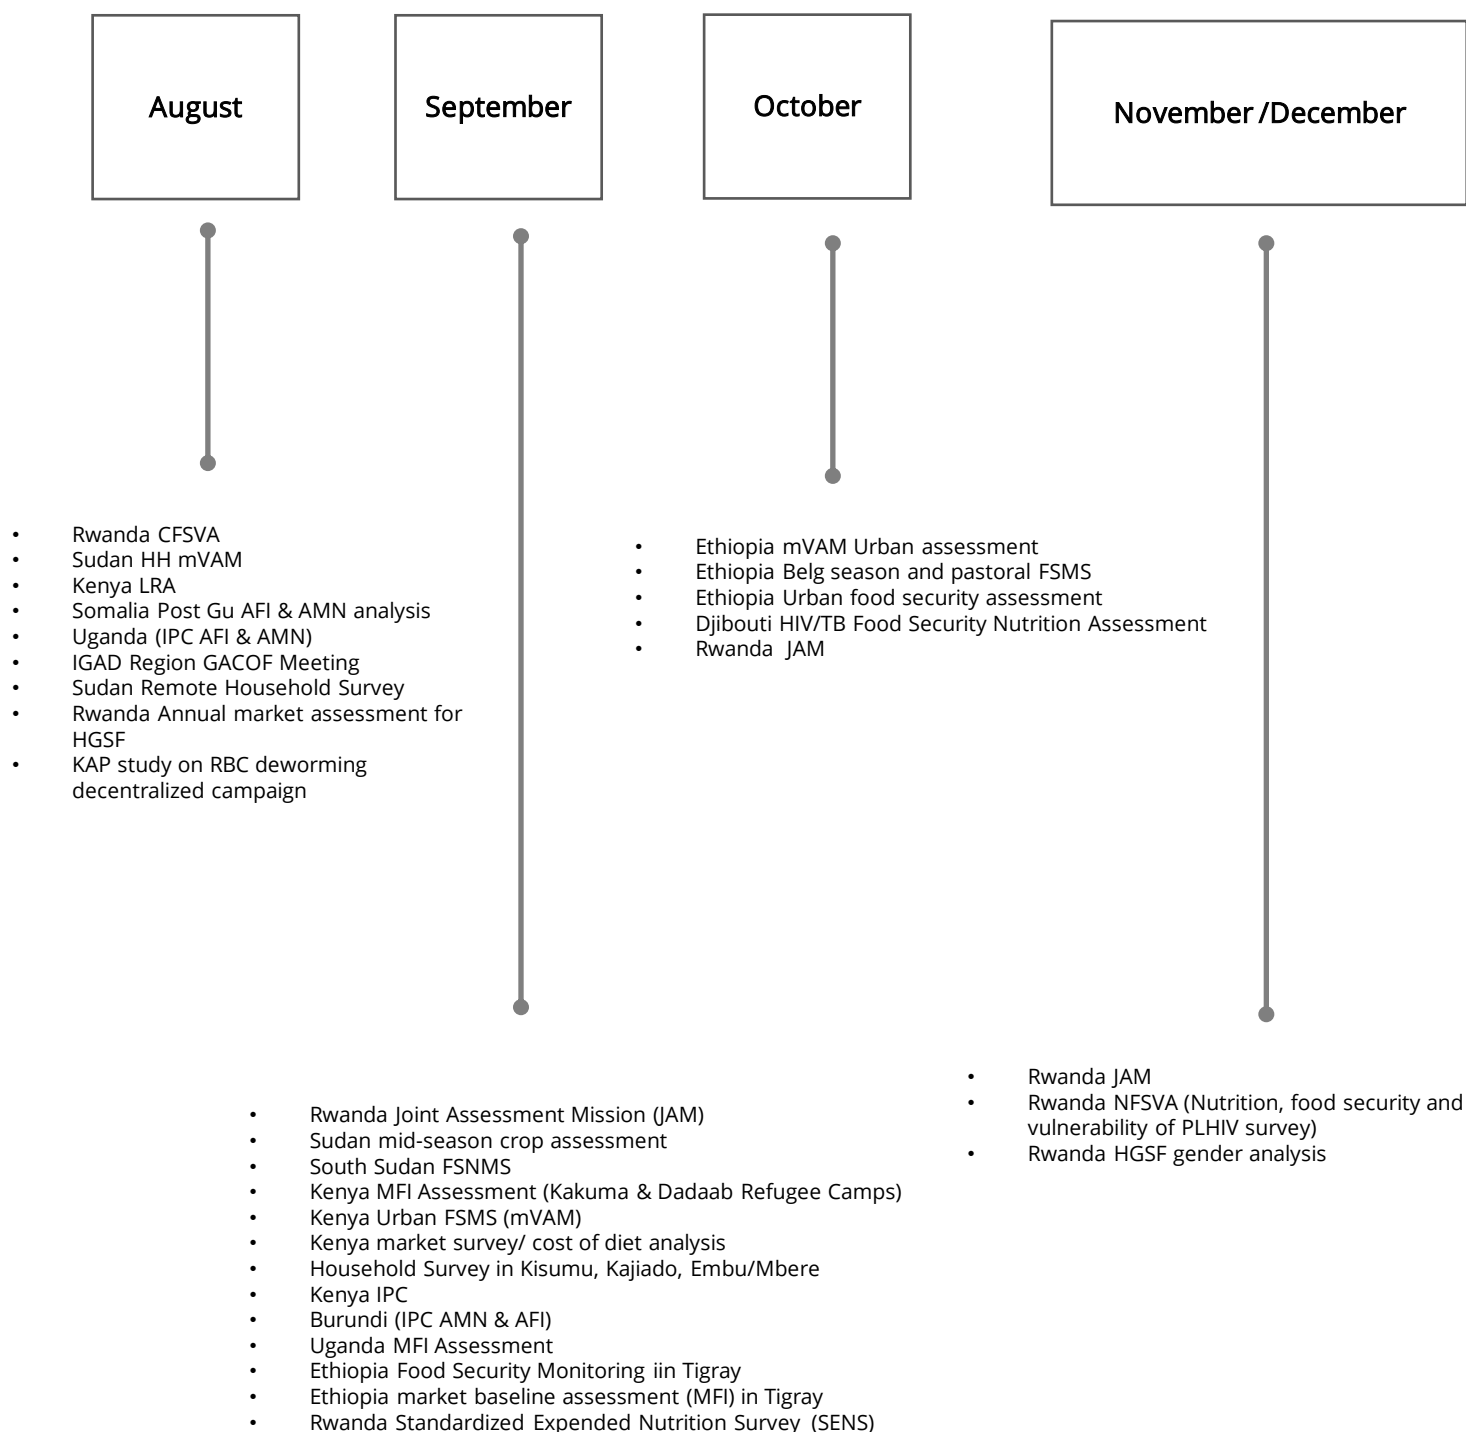 August
September
October
November /December
• Rwanda CFSVA
• Sudan HH mVAM
• Kenya LRA
• Somalia Post Gu AFI & AMN analysis
• Uganda (IPC AFI & AMN)
• IGAD Region GACOF Meeting
• Sudan Remote Household Survey
• Rwanda Annual market assessment for
HGSF
• KAP study on RBC deworming
decentralized campaign
• Ethiopia mVAM Urban assessment
• Ethiopia Belg season and pastoral FSMS
• Ethiopia Urban food security assessment
• Djibouti HIV/TB Food Security Nutrition Assessment
• Rwanda JAM
• Rwanda Joint Assessment Mission (JAM)
• Sudan mid-season crop assessment
• South Sudan FSNMS
• Kenya MFI Assessment (Kakuma & Dadaab Refugee Camps)
• Kenya Urban FSMS (mVAM)
• Kenya market survey/ cost of diet analysis
• Household Survey in Kisumu, Kajiado, Embu/Mbere
• Kenya IPC
• Burundi (IPC AMN & AFI)
• Uganda MFI Assessment
• Ethiopia Food Security Monitoring iin Tigray
• Ethiopia market baseline assessment (MFI) in Tigray
• Rwanda Standardized Expended Nutrition Survey (SENS)
• Rwanda JAM
• Rwanda NFSVA (Nutrition, food security and
vulnerability of PLHIV survey)
• Rwanda HGSF gender analysis